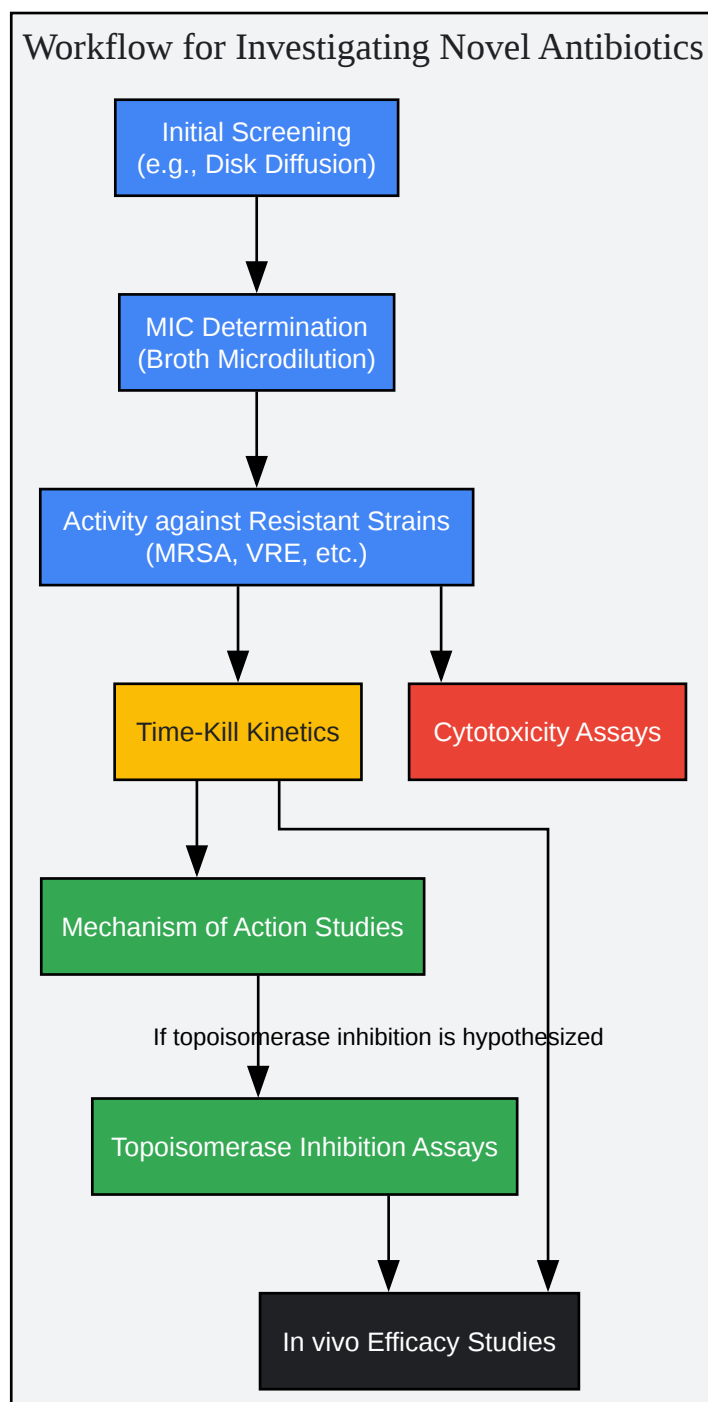 Workflow for Investigating Novel Antibiotics
Initial Screening
(e.g., Disk Diffusion)
MIC Determination
(Broth Microdilution)
Activity against Resistant Strains
(MRSA, VRE, etc.)
Time-Kill Kinetics
Cytotoxicity Assays
Mechanism of Action Studies
If topoisomerase inhibition is hypothesized
Topoisomerase Inhibition Assays
In vivo Efficacy Studies